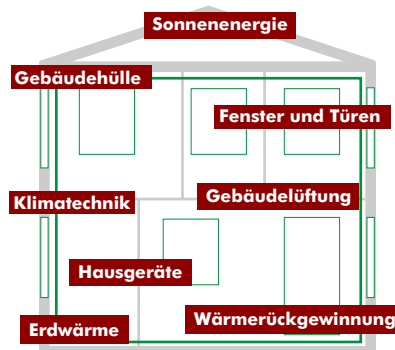 Sonnenenergie
Gebäudehülle
Fenster und Türen
Klimatechnik
Gebäudelüftung
Hausgeräte
Wärmerückgewinnung
Erdwärme